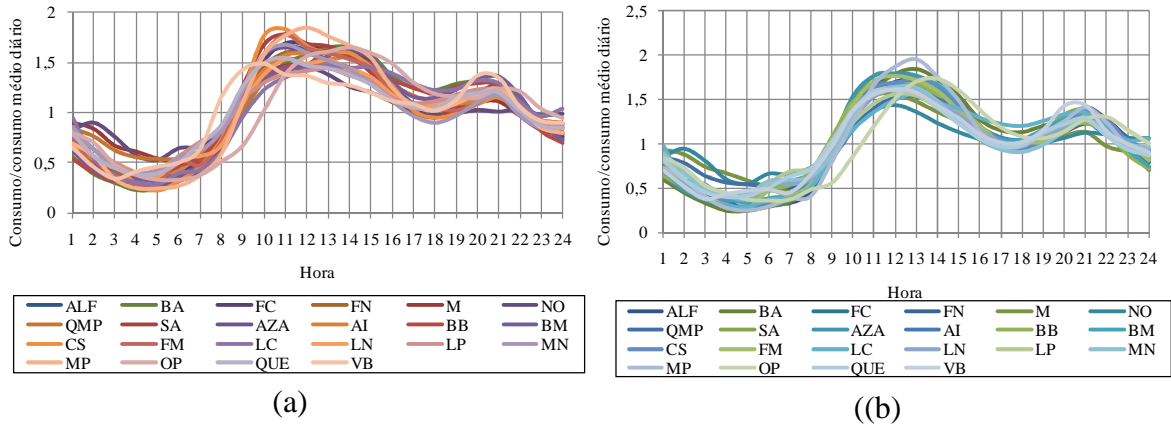 Consumo/consumo médio diário
2
1,5
1
0,5
0
1 2 3 4 5 6 7 8 9 10 11 12 13 14 15 16 17 18 19 20 21 22 23 24
Hora
ALF BA FC FN M NO
QMP SA AZA AI BB BM
CS FM LC LN LP MN
MP OP QUE VB
(a)
Consumo/consumo médio diário
2,5
2
1,5
1
0,5
0
1 2 3 4 5 6 7 8 9 10 11 12 13 14 15 16 17 18 19 20 21 22 23 24
Hora
ALF BA FC FN M NO
QMP SA AZA AI BB BM
CS FM LC LN LP MN
MP OP QUE VB
((b)